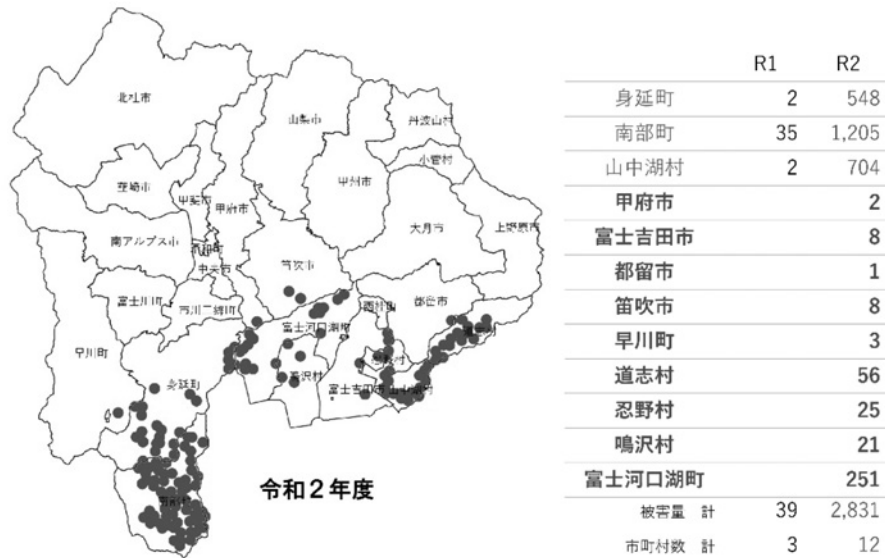 北杜市
山梨市
丹波山村
小菅村
韮崎市
甲斐市
甲府市
甲州市
大月市
上野原市
南アルプス市
中央市
笛吹市
富士川町
市川三郷町
西桂町
都留市
富士河口湖町
早川町
鳴沢村
身延町
富士吉田市
山中湖村
令和２年度
R1 R2
身延町 2 548
南部町 35 1,205
山中湖村 2 704
甲府市 2
富士吉田市 8
都留市 1
笛吹市 8
早川町 3
道志村 56
忍野村 25
鳴沢村 21
富士河口湖町 251
被害量 計 39 2,831
市町村数 計 3 12